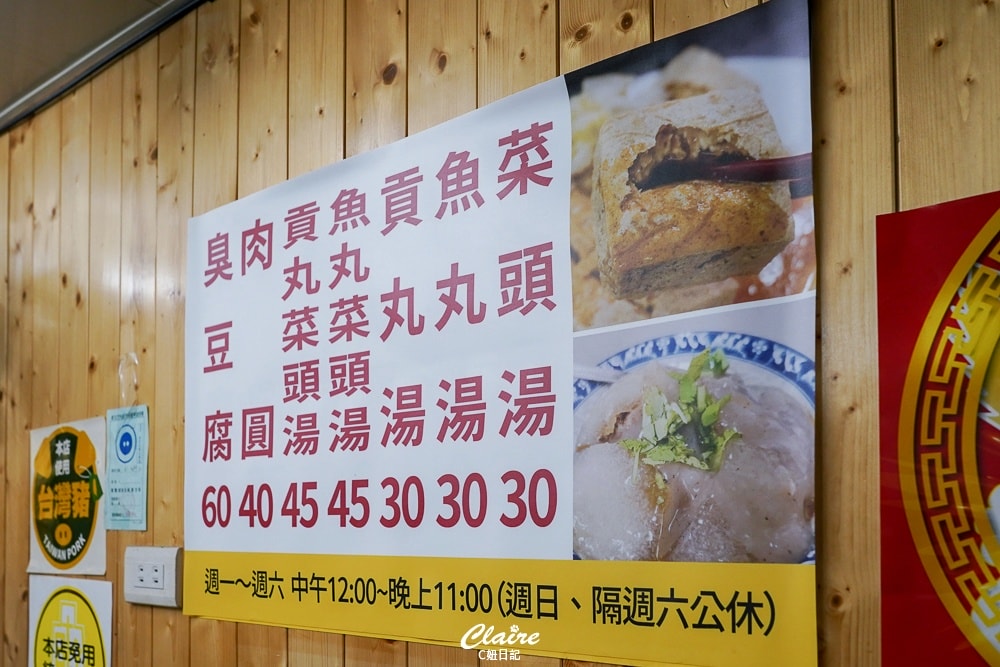 菜頭湯 30
魚丸湯 30
貢丸湯 30
魚丸菜頭湯 45
貢丸菜頭湯 45
肉圓 40
臭豆腐 60
週一～週六 中午12:00~晚上11:00 (週日、隔週六公休)
本店
使用
台灣豬
TAIWAN PORK
本店免用
Claire
C妞日記